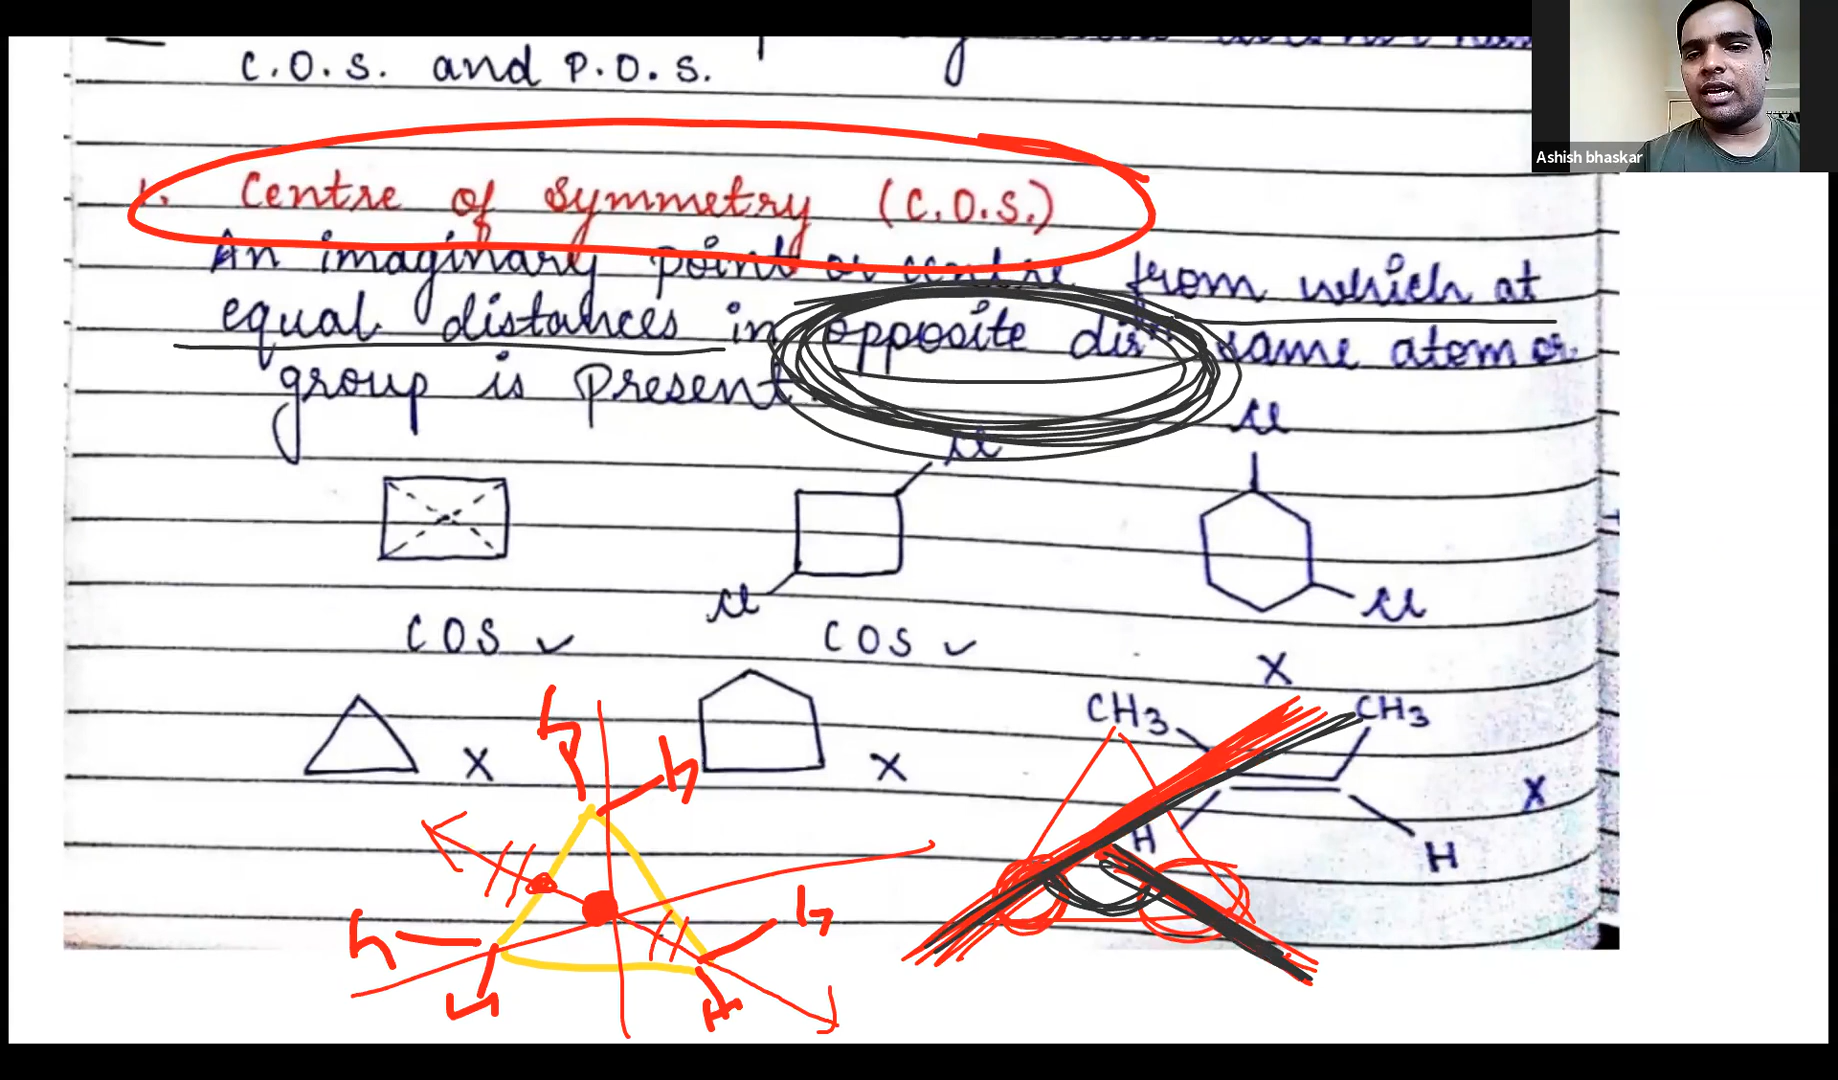 C.O.S. and P.O.S.
Ashish bhaskar
1. Centre of Symmetry (C.O.S.)
An imaginary point or centre from which at
equal distances in opposite dirn same atom or
group is present.
Cl
Cl
Cl
Cl
COS ✓ COS ✓ X
CH3 CH3
X X X
H H
H H
H H
H H